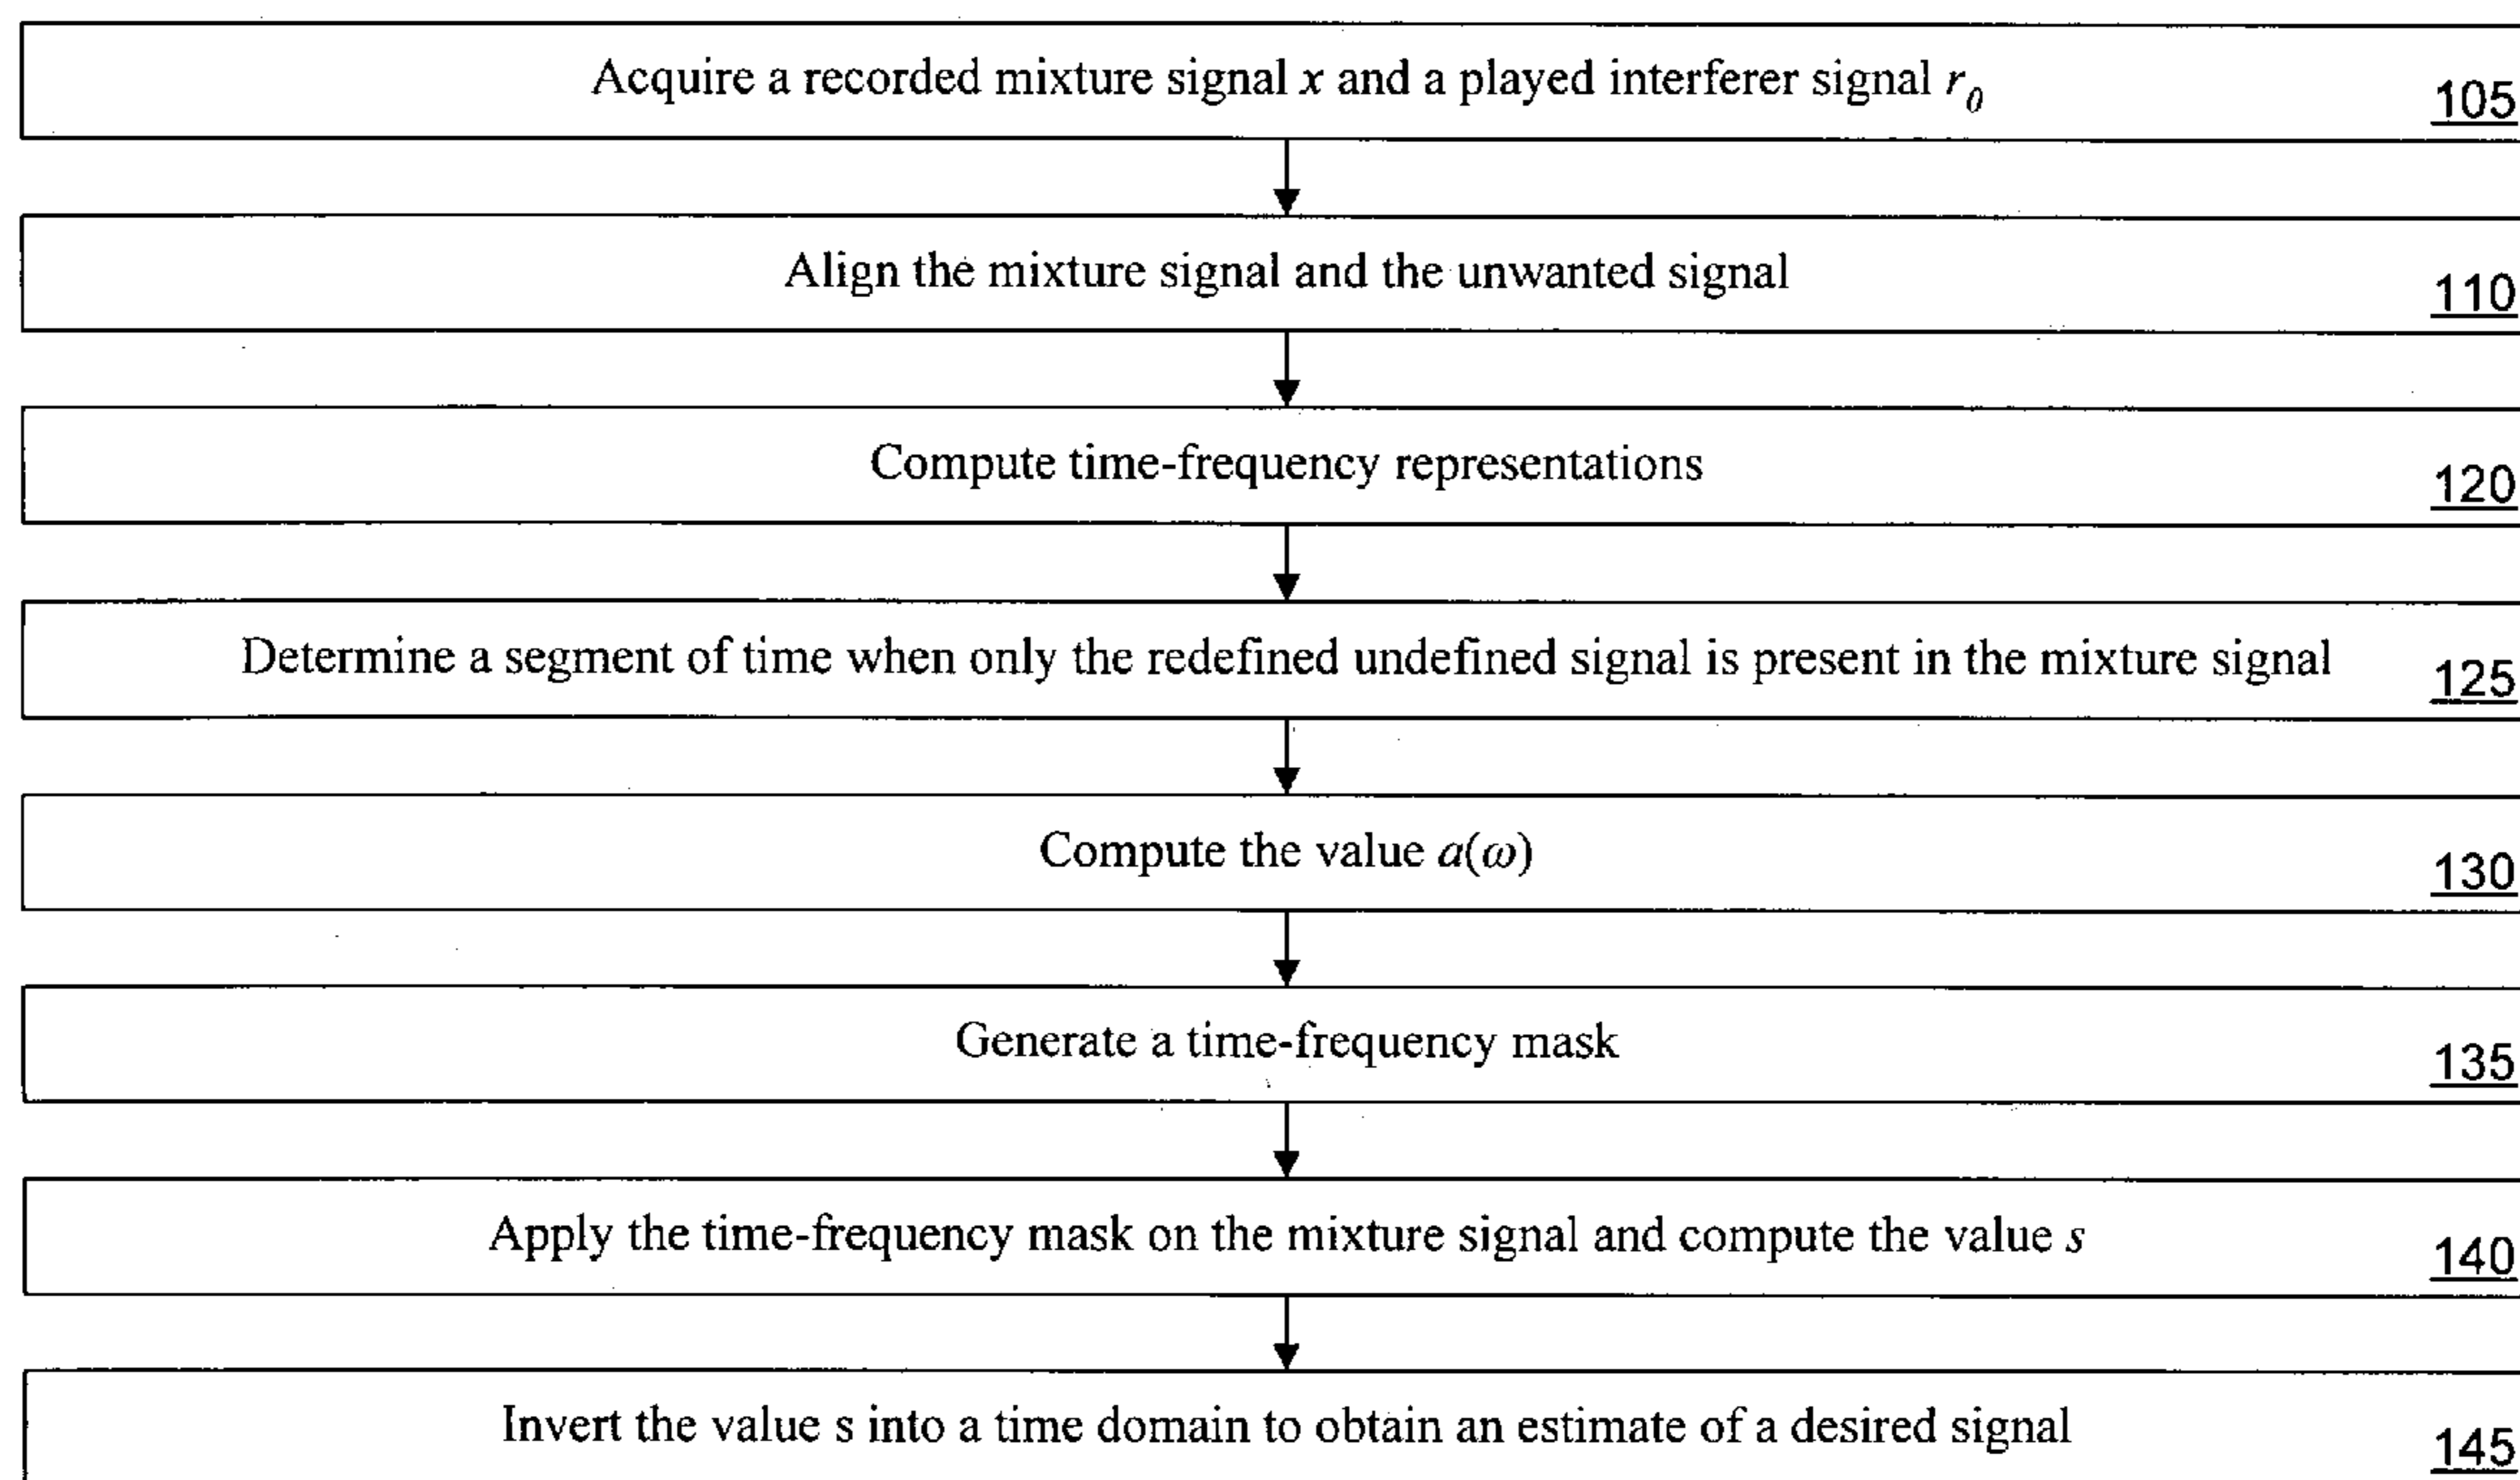 Acquire a recorded mixture signal x and a played interferer signal r0
105
Align the mixture signal and the unwanted signal
110
Compute time-frequency representations
120
Determine a segment of time when only the redefined undefined signal is present in the mixture signal
125
Compute the value a(ω)
130
Generate a time-frequency mask
135
Apply the time-frequency mask on the mixture signal and compute the value s
140
Invert the value s into a time domain to obtain an estimate of a desired signal
145